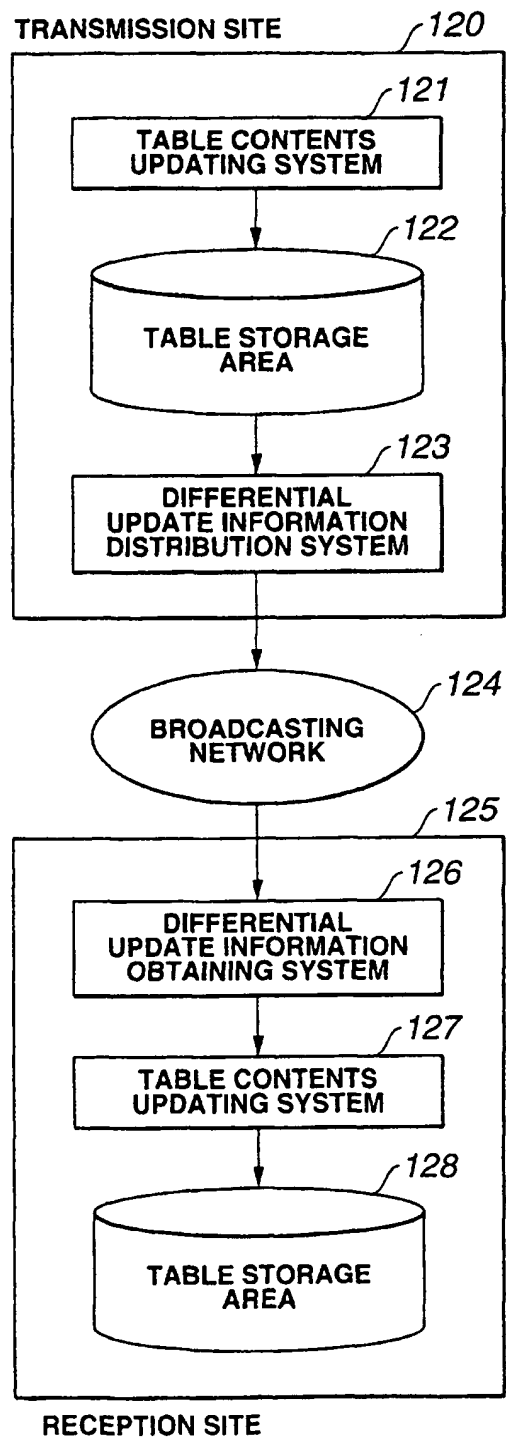 TRANSMISSION SITE
120
121
TABLE CONTENTS
UPDATING SYSTEM
122
TABLE STORAGE
AREA
123
DIFFERENTIAL
UPDATE INFORMATION
DISTRIBUTION SYSTEM
124
BROADCASTING
NETWORK
125
126
DIFFERENTIAL
UPDATE INFORMATION
OBTAINING SYSTEM
127
TABLE CONTENTS
UPDATING SYSTEM
128
TABLE STORAGE
AREA
RECEPTION SITE